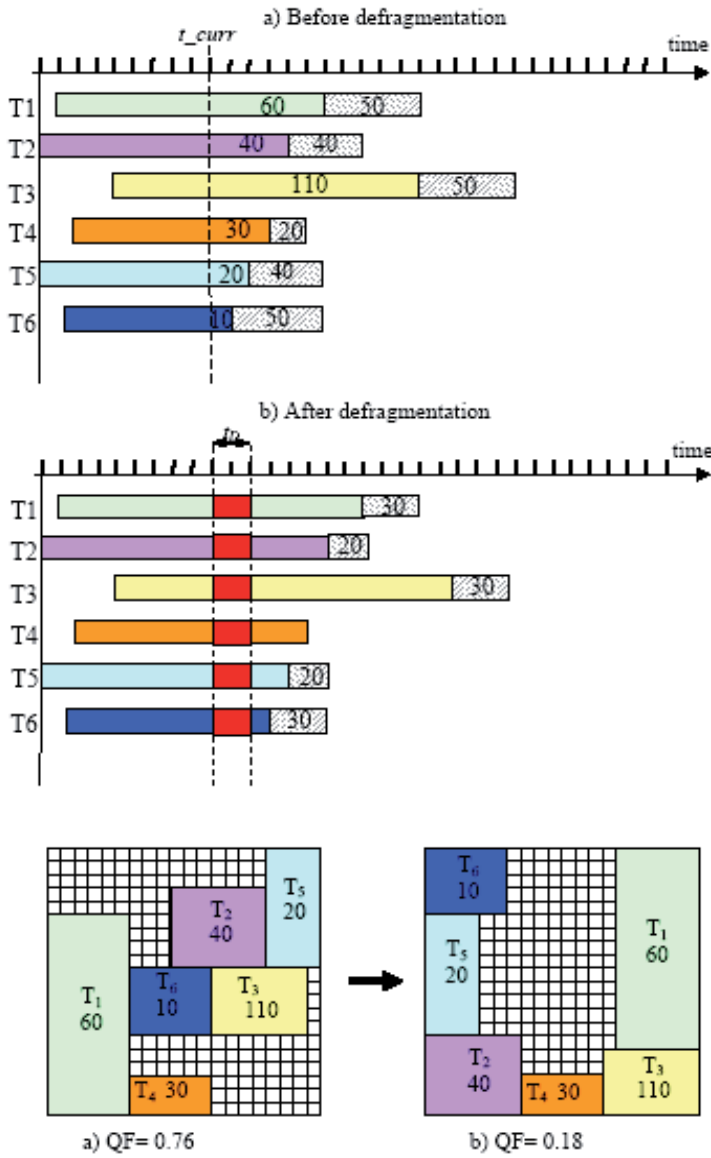 a) Before defragmentation
t_curr
time
T1 60 50
T2 40 40
T3 110 50
T4 30 20
T5 20 40
T6 10 50
b) After defragmentation
time
T1 30
T2 20
T3 30
T4
T5 20
T6 30
T₁
60
T₂
40
T₅
20
T₆
10
T₃
110
T₄ 30
a) QF= 0.76
T₆
10
T₅
20
T₁
60
T₂
40
T₄ 30
T₃
110
b) QF= 0.18